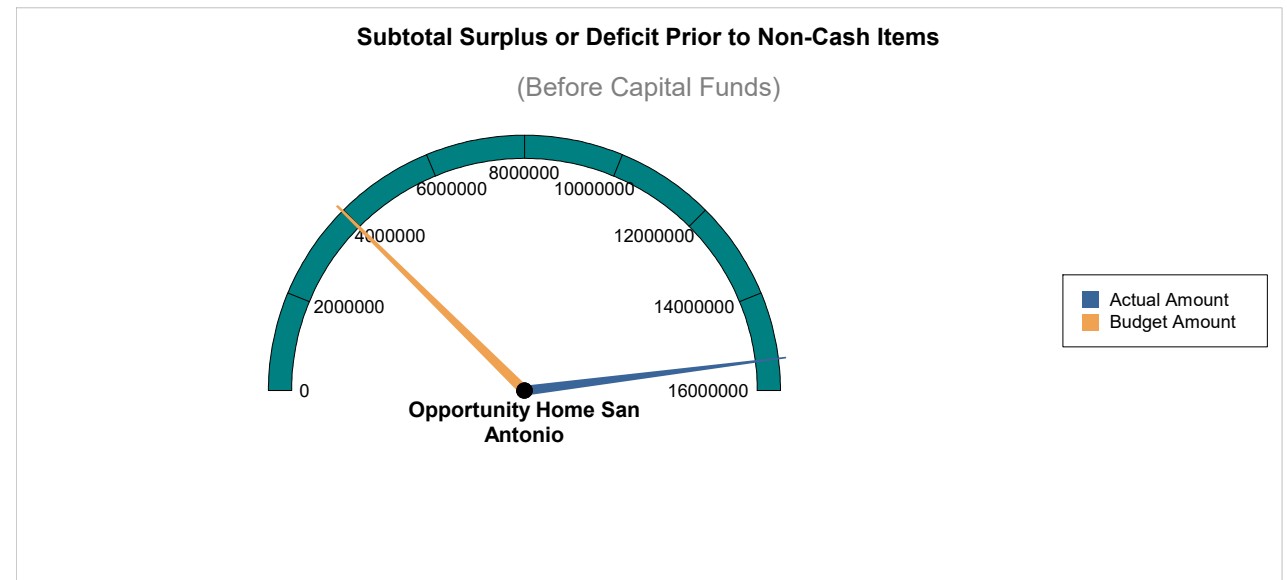 Subtotal Surplus or Deficit Prior to Non-Cash Items
(Before Capital Funds)
8000000
6000000
10000000
4000000
12000000
2000000
14000000
0
16000000
Opportunity Home San
Antonio
Actual Amount
Budget Amount